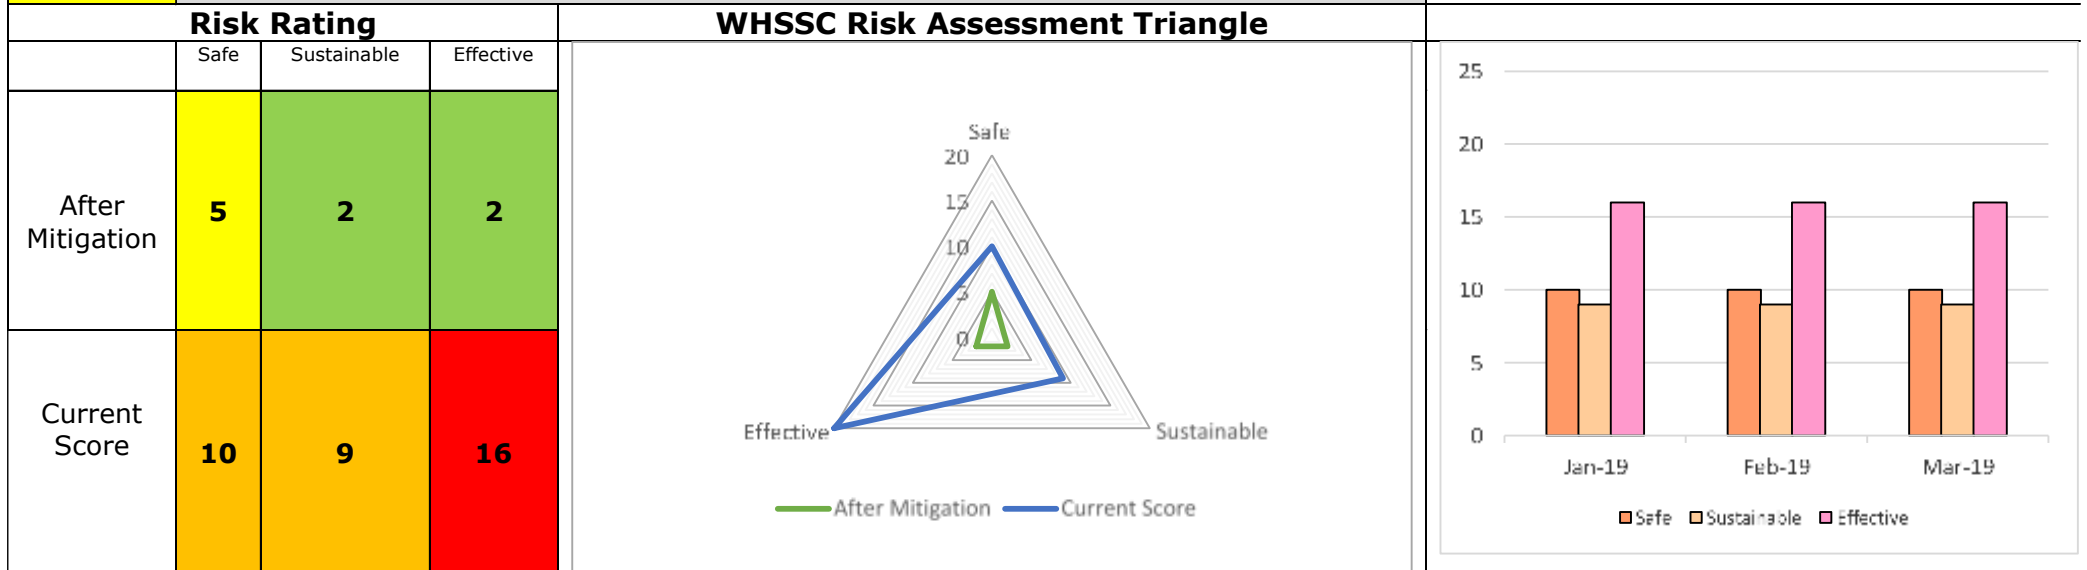 Risk Rating
WHSSC Risk Assessment Triangle
Safe Sustainable Effective
After
Mitigation
5 2 2
Current
Score
10 9 16
Safe
20
15
10
5
0
Effective
Sustainable
After Mitigation Current Score
25
20
15
10
5
0
Jan-19 Feb-19 Mar-19
Safe Sustainable Effective